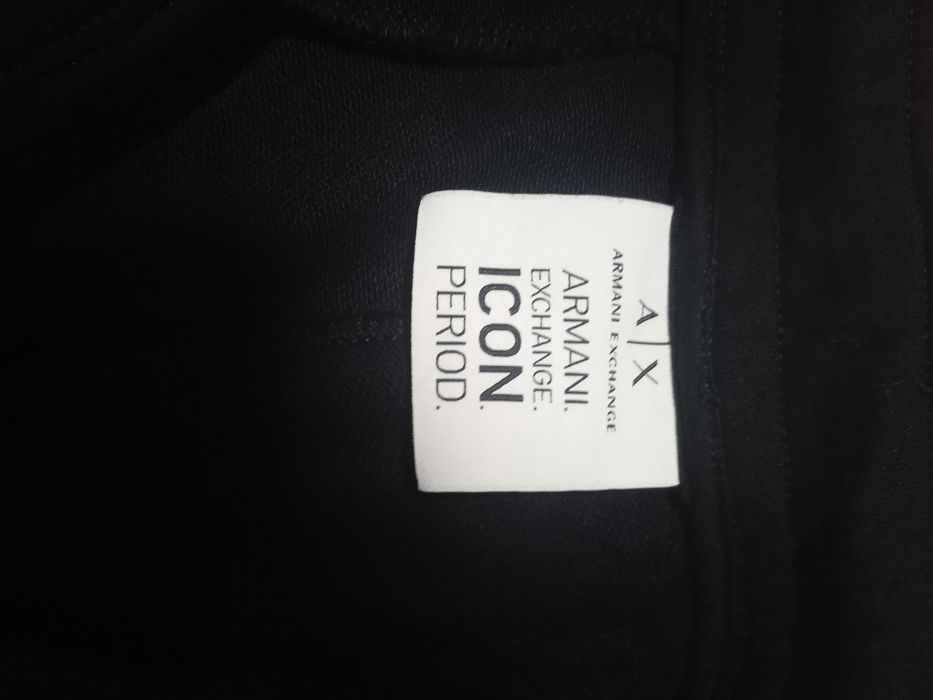 A|X
ARMANI EXCHANGE
ARMANI.
EXCHANGE.
ICON.
PERIOD.